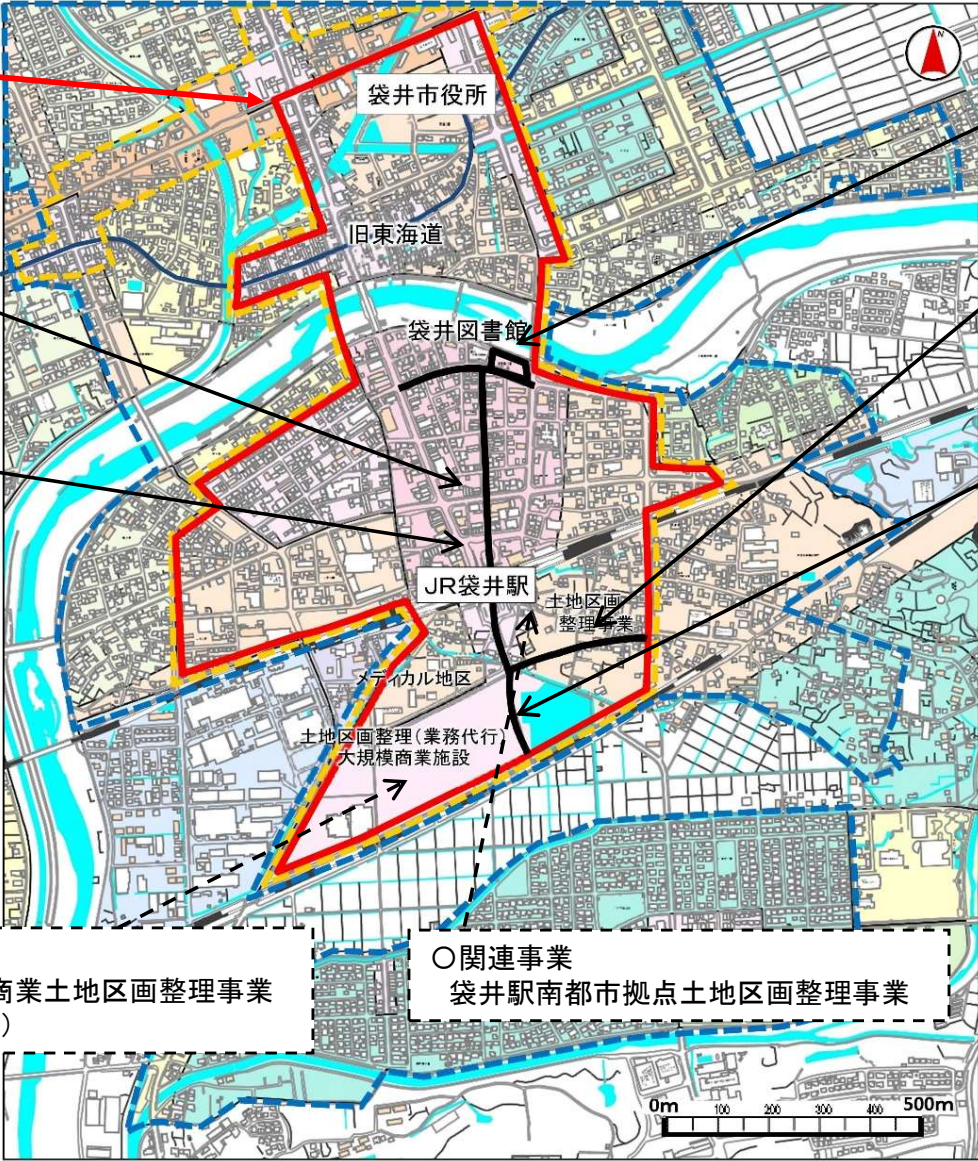 N
袋井市役所
旧東海道
袋井図書館
JR袋井駅
土地区画
整理事業
メディカル地区
土地区画整理(業務代行)
大規模商業施設
商業土地区画整理事業
)
〇関連事業
袋井駅南都市拠点土地区画整理事業
0m 100 200 300 400 500m